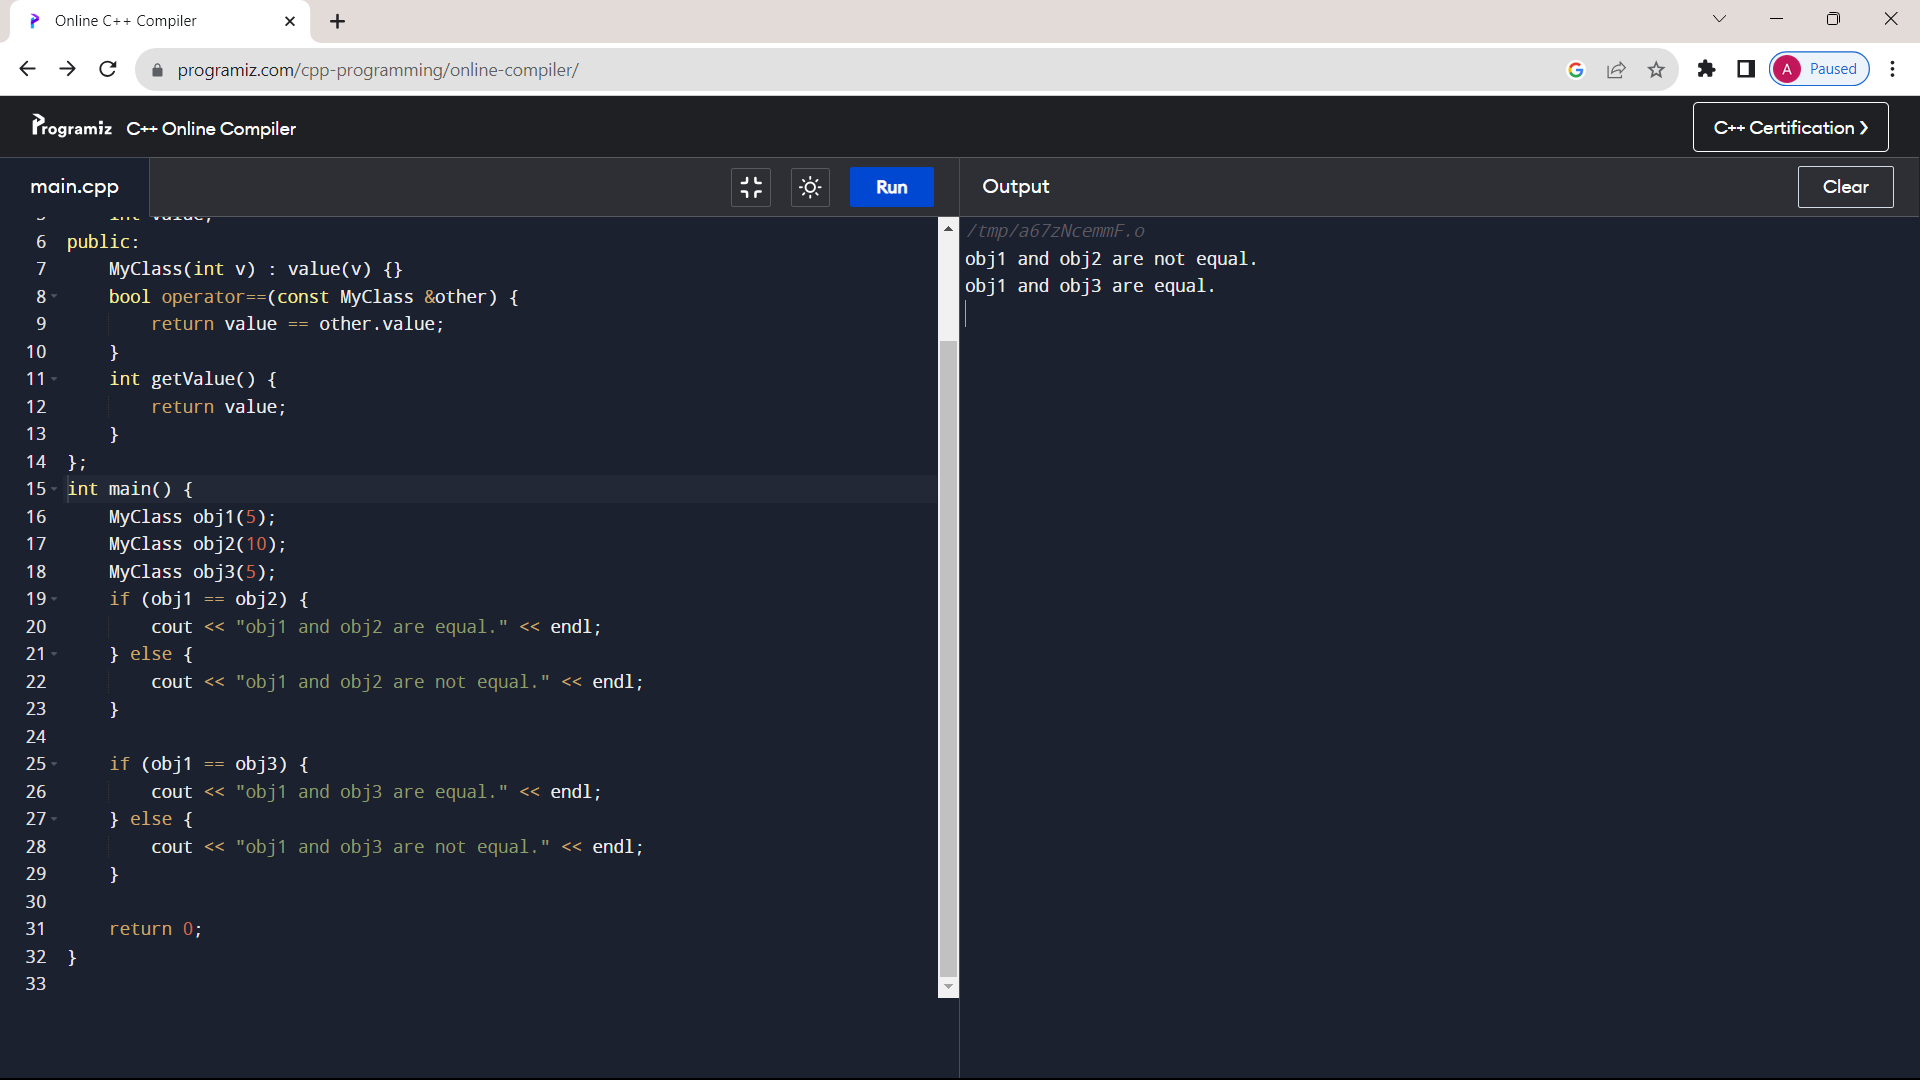 Online C++ Compiler
programiz.com/cpp-programming/online-compiler/
A Paused
Programiz C++ Online Compiler
C++ Certification ❯
main.cpp
Run
Output
Clear
5     int value;
6 public:
7     MyClass(int v) : value(v) {}
8     bool operator==(const MyClass &other) {
9         return value == other.value;
10     }
11     int getValue() {
12         return value;
13     }
14 };
15 int main() {
16     MyClass obj1(5);
17     MyClass obj2(10);
18     MyClass obj3(5);
19     if (obj1 == obj2) {
20         cout << "obj1 and obj2 are equal." << endl;
21     } else {
22         cout << "obj1 and obj2 are not equal." << endl;
23     }
24
25     if (obj1 == obj3) {
26         cout << "obj1 and obj3 are equal." << endl;
27     } else {
28         cout << "obj1 and obj3 are not equal." << endl;
29     }
30
31     return 0;
32 }
33
/tmp/a67zNcemmF.o
obj1 and obj2 are not equal.
obj1 and obj3 are equal.